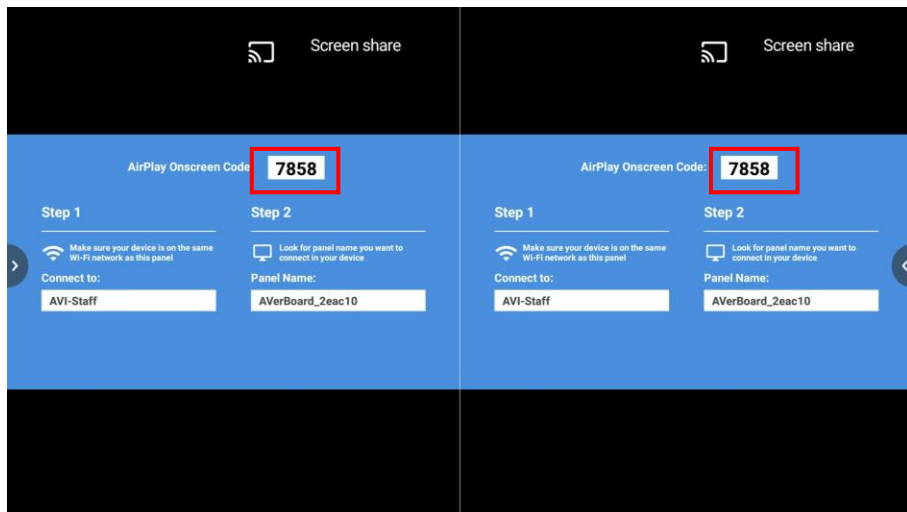 Screen share
AirPlay Onscreen Code: 7858
Step 1
Step 2
Make sure your device is on the same
Wi-Fi network as this panel
Look for panel name you want to
connect in your device
Connect to:
Panel Name:
AVI-Staff
AVerBoard_2eac10
Screen share
AirPlay Onscreen Code: 7858
Step 1
Step 2
Make sure your device is on the same
Wi-Fi network as this panel
Look for panel name you want to
connect in your device
Connect to:
Panel Name:
AVI-Staff
AVerBoard_2eac10